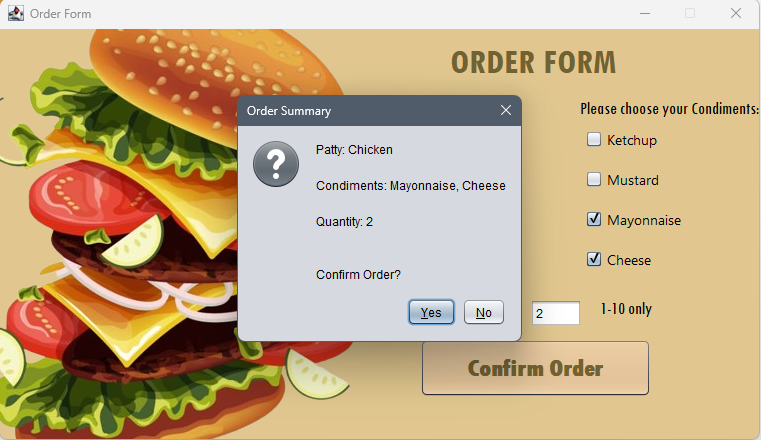 Order Form
ORDER FORM
Please choose your Condiments:
Ketchup
Mustard
Mayonnaise
Cheese
Order Summary
Patty: Chicken
Condiments: Mayonnaise, Cheese
Quantity: 2
Confirm Order?
Yes No
2 1-10 only
Confirm Order